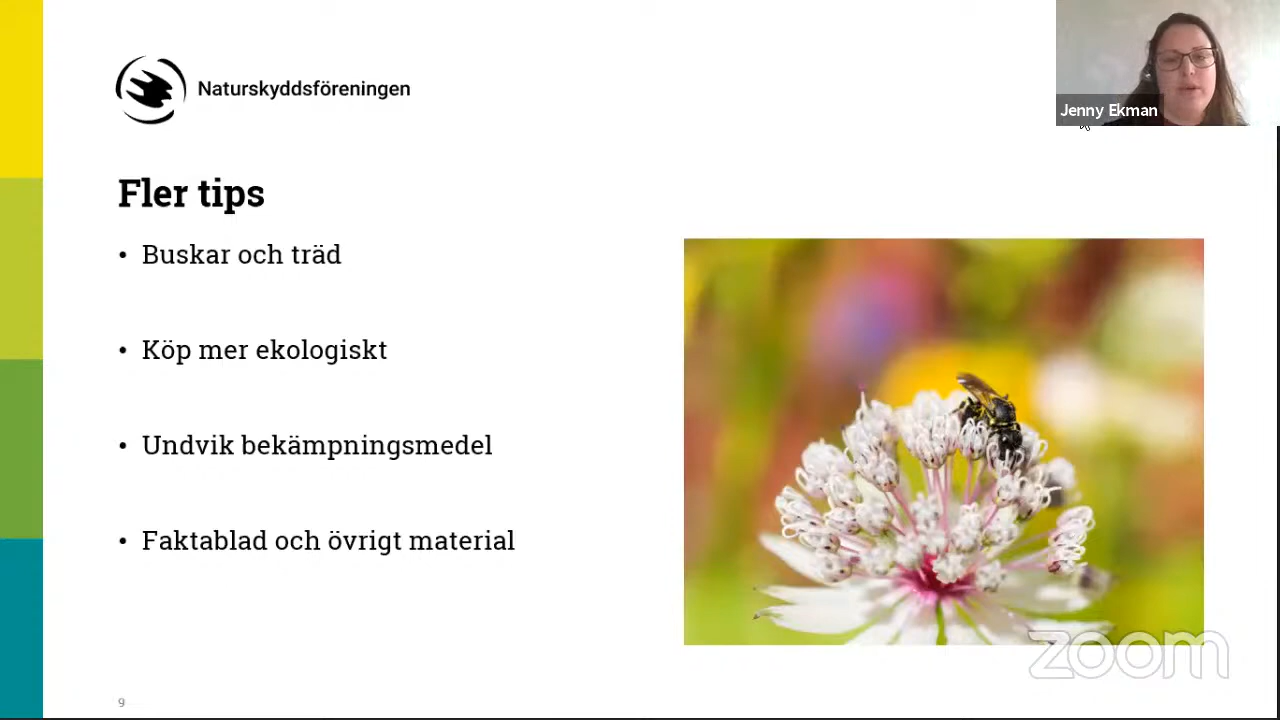 Naturskyddsföreningen
Jenny Ekman
Fler tips
• Buskar och träd
• Köp mer ekologiskt
• Undvik bekämpningsmedel
• Faktablad och övrigt material
zoom
9